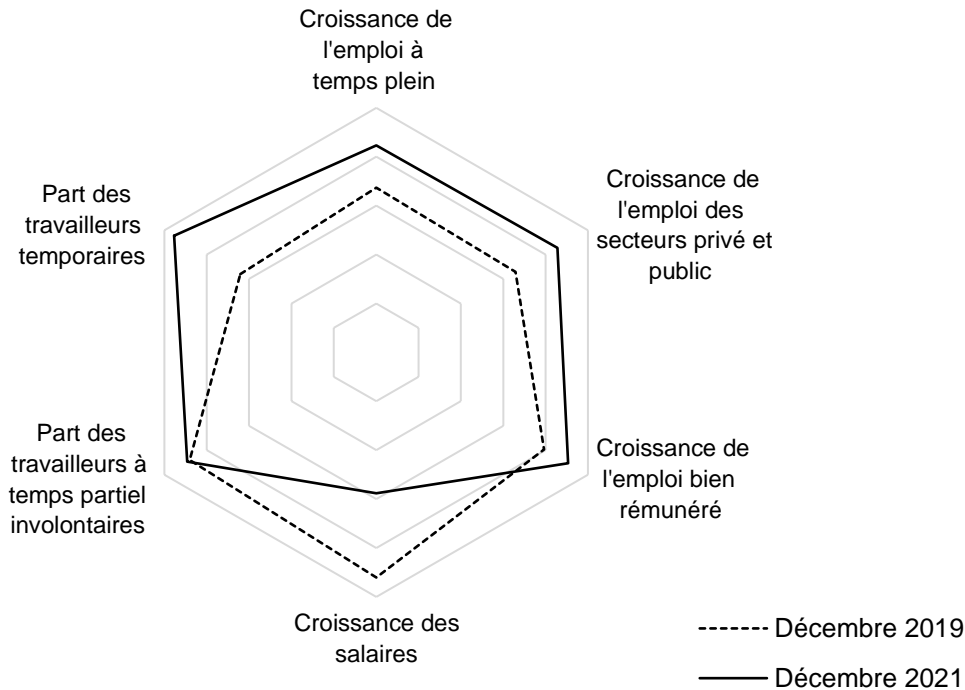 Croissance de
l'emploi à
temps plein
Croissance de
l'emploi des
secteurs privé et
public
Croissance de
l'emploi bien
rémunéré
Croissance des
salaires
Part des
travailleurs à
temps partiel
involontaires
Part des
travailleurs
temporaires
Décembre 2019
Décembre 2021